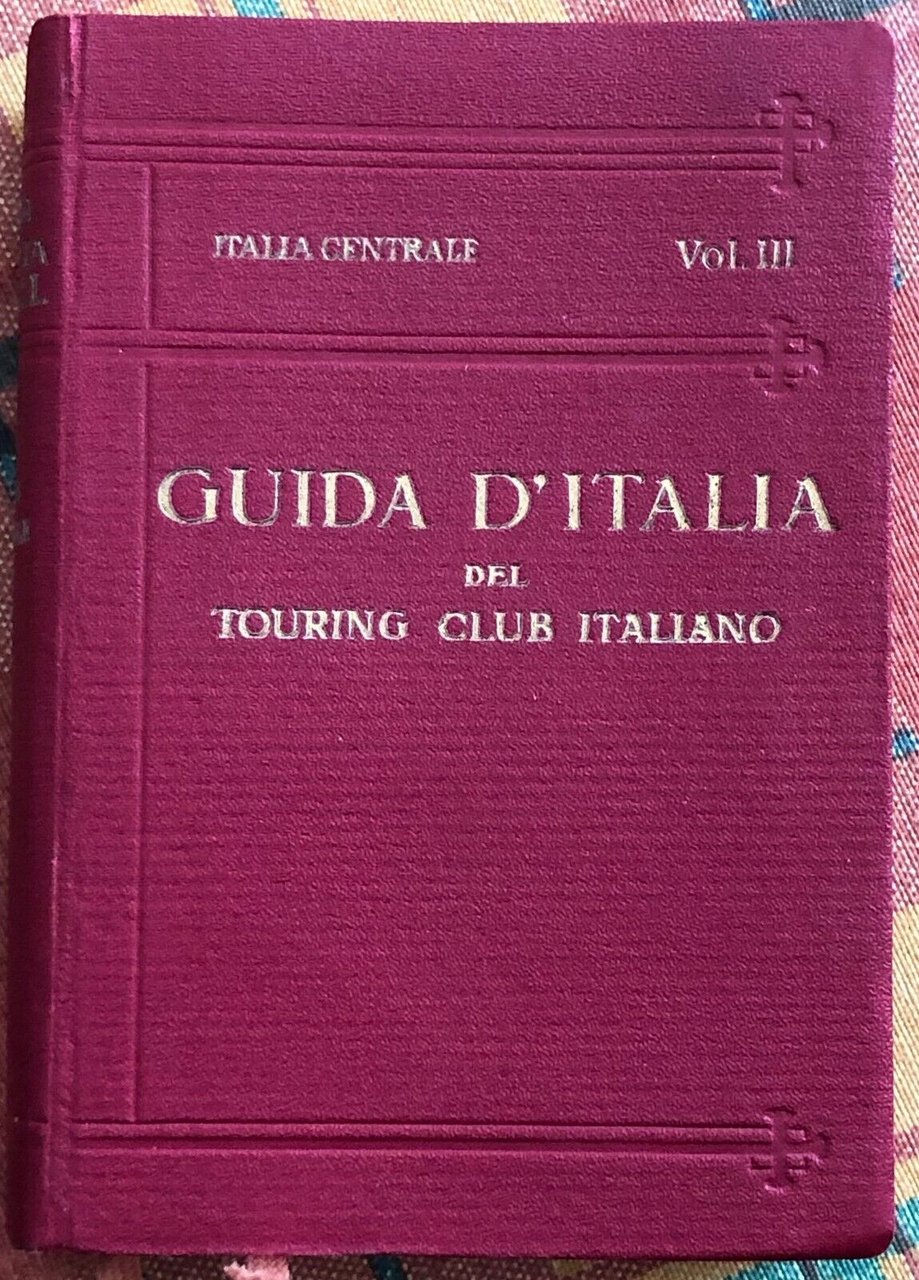 ITALIA CENTRALE Vol. III
GUIDA D'ITALIA
DEL
TOURING CLUB ITALIANO